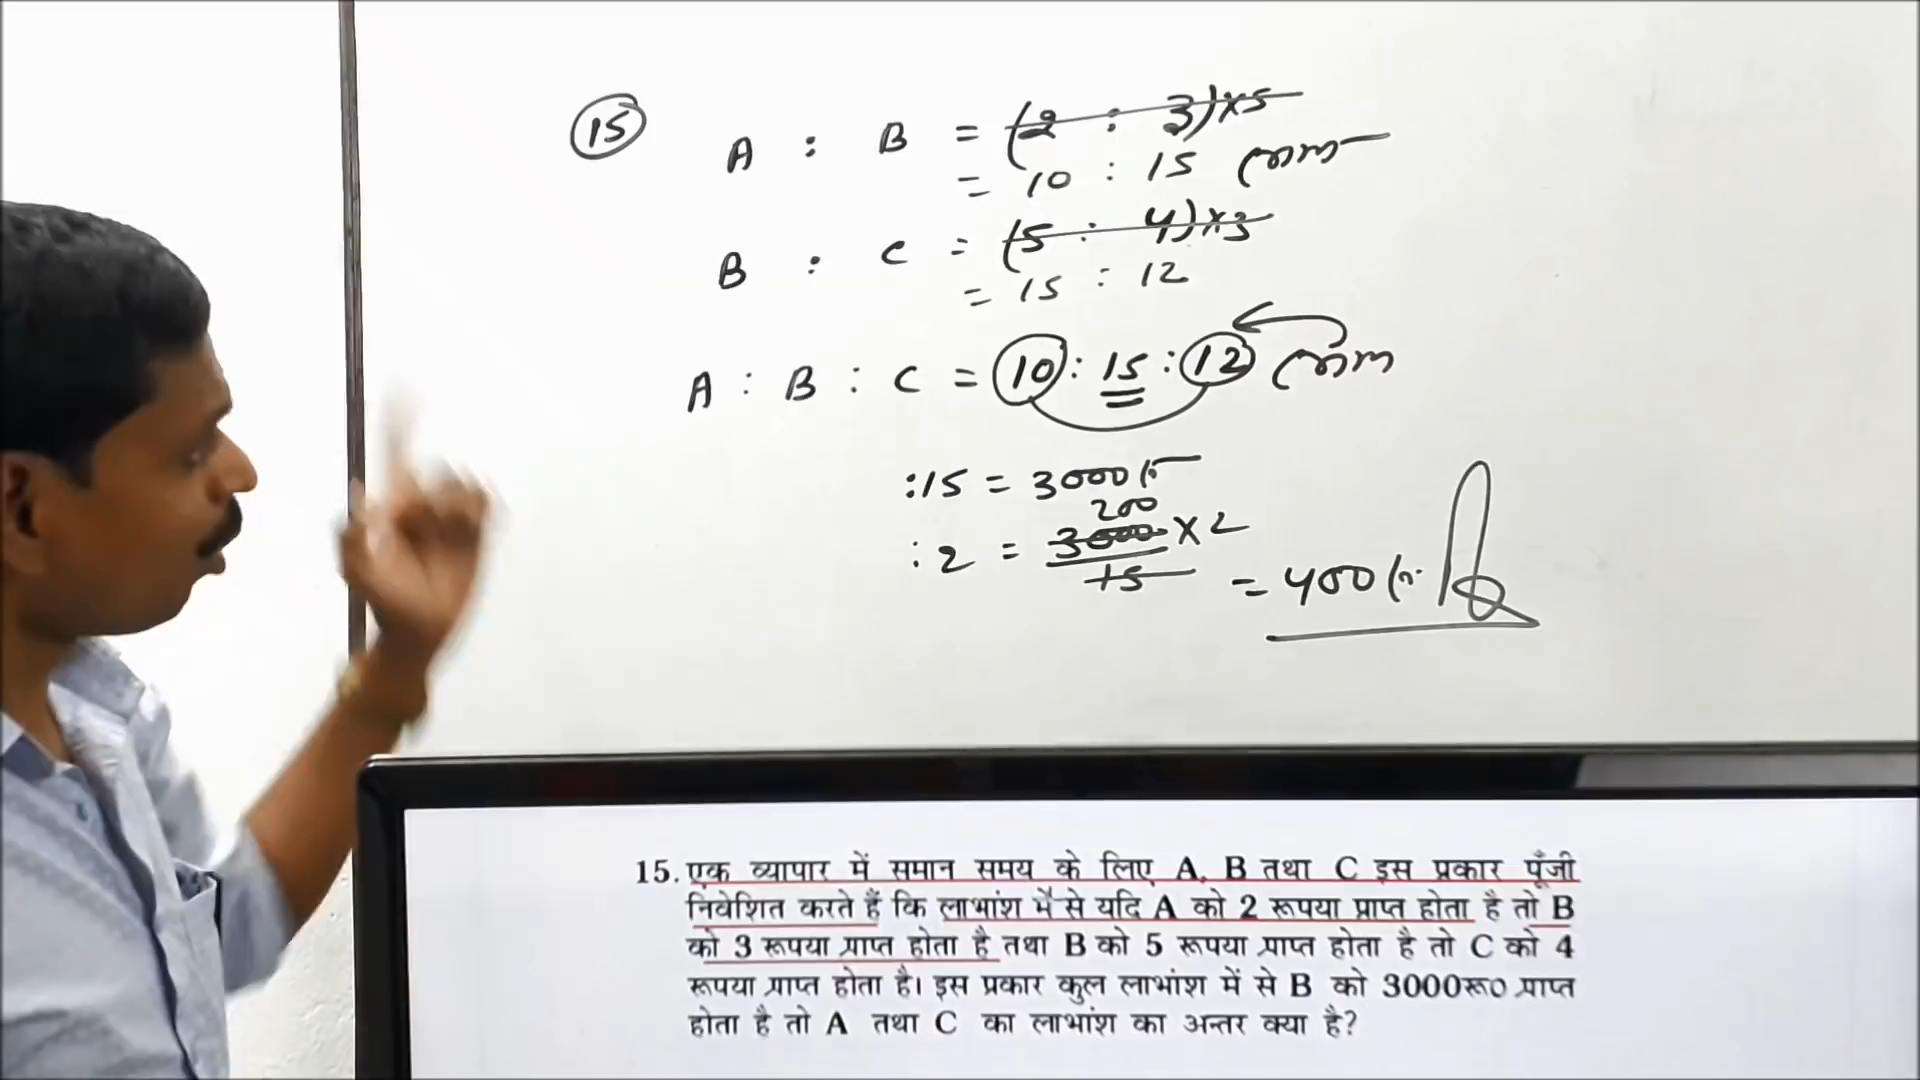 15
A : B = (2 : 3)×5
= 10 : 15 लाभ
B : C = (5 : 4)×3
= 15 : 12
A : B : C = 10 : 15 : 12 लाभ
:15 = 3000 रु
200
:2 = 3000/15 × 2
= 400 रु.
15. एक व्यापार में समान समय के लिए A, B तथा C इस प्रकार पूँजी
निवेशित करते हैं कि लाभांश में से यदि A को 2 रूपया प्राप्त होता है तो B
को 3 रूपया प्राप्त होता है तथा B को 5 रूपया प्राप्त होता है तो C को 4
रूपया प्राप्त होता है। इस प्रकार कुल लाभांश में से B को 3000रू० प्राप्त
होता है तो A तथा C का लाभांश का अन्तर क्या है?